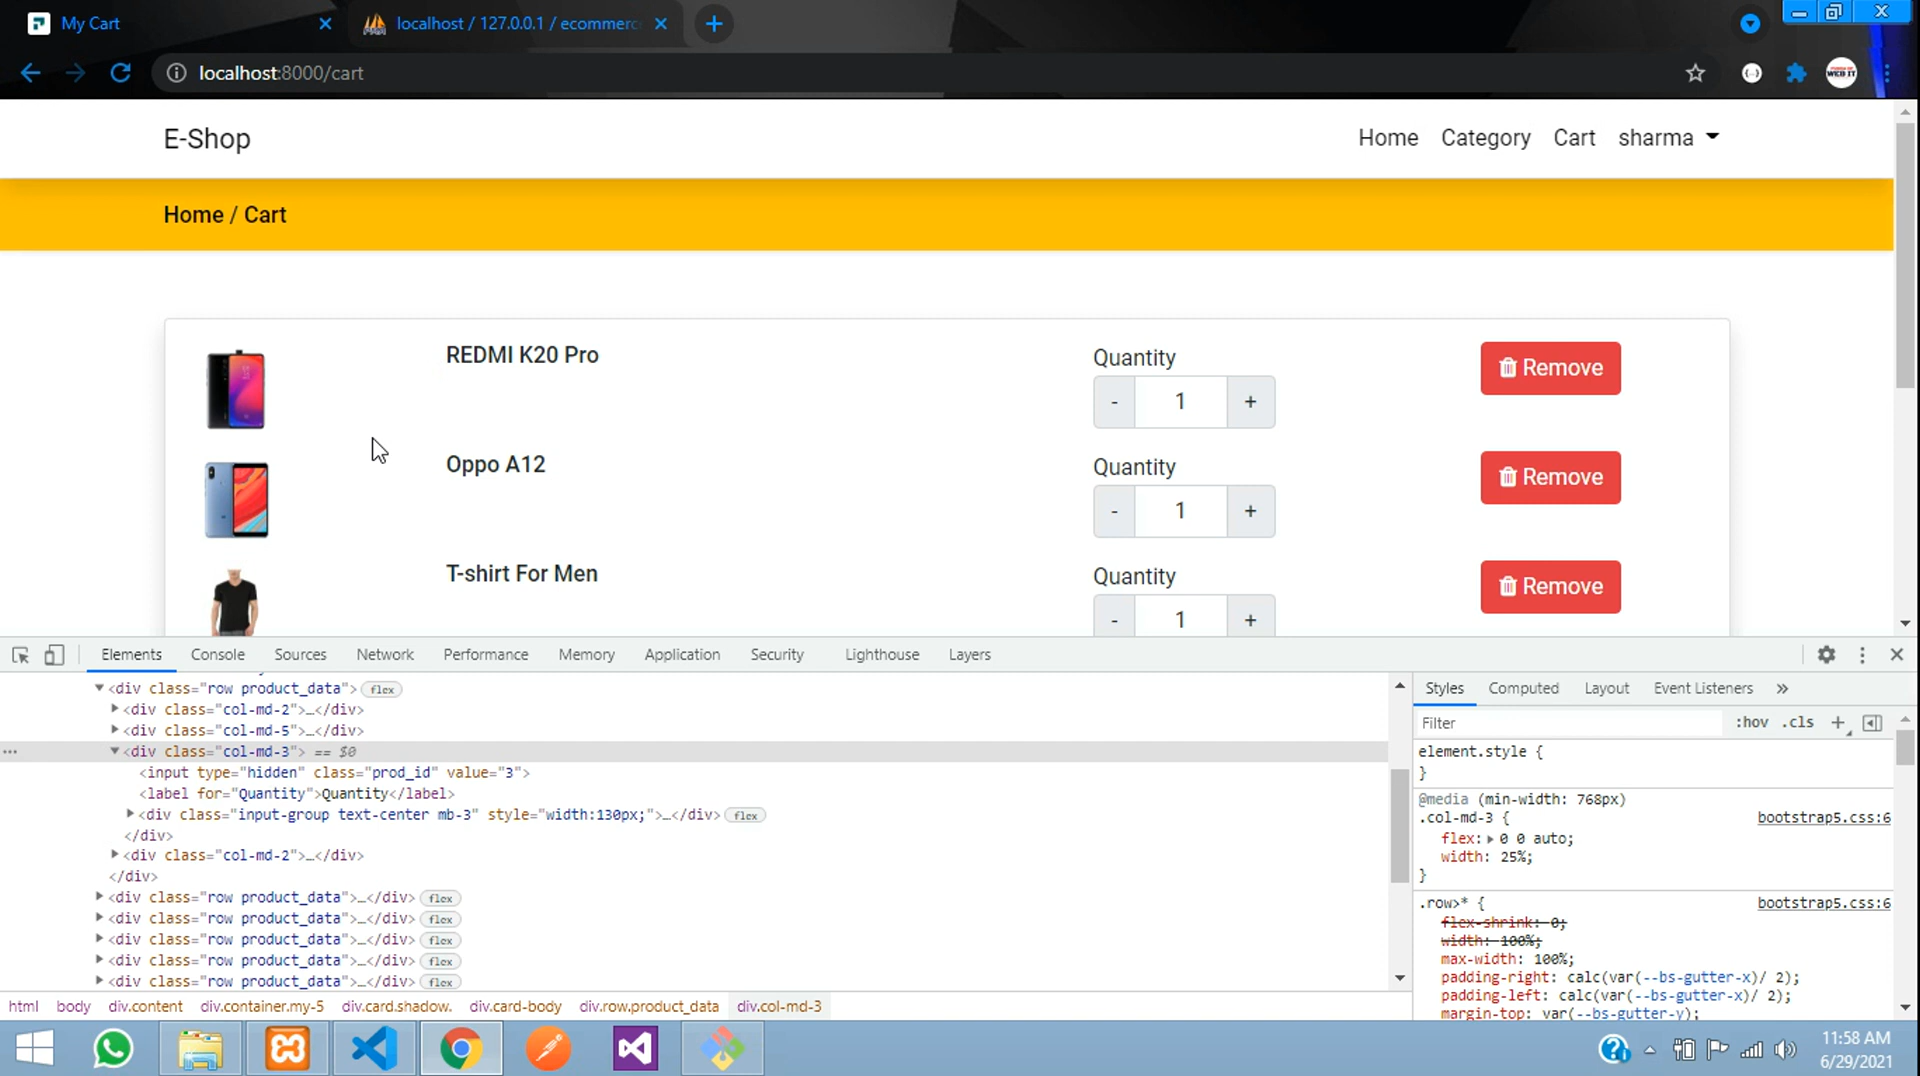 My Cart
localhost / 127.0.0.1 / ecommerc
localhost:8000/cart
WEB IT
E-Shop
Home Category Cart sharma
Home / Cart
REDMI K20 Pro
Quantity
- 1 +
Remove
Oppo A12
Quantity
- 1 +
Remove
T-shirt For Men
Quantity
- 1 +
Remove
Elements Console Sources Network Performance Memory Application Security Lighthouse Layers
<div class="row product_data"> flex
<div class="col-md-2">…</div>
<div class="col-md-5">…</div>
<div class="col-md-3"> == $0
<input type="hidden" class="prod_id" value="3">
<label for="Quantity">Quantity</label>
<div class="input-group text-center mb-3" style="width:130px;">…</div> flex
</div>
<div class="col-md-2">…</div>
</div>
<div class="row product_data">…</div> flex
<div class="row product_data">…</div> flex
<div class="row product_data">…</div> flex
<div class="row product_data">…</div> flex
<div class="row product_data">…</div> flex
html body div.content div.container.my-5 div.card.shadow. div.card-body div.row.product_data div.col-md-3
Styles Computed Layout Event Listeners »
Filter :hov .cls +
element.style {
}
@media (min-width: 768px)
.col-md-3 { bootstrap5.css:6
flex: 0 0 auto;
width: 25%;
}
.row>* { bootstrap5.css:6
flex-shrink: 0;
width: 100%;
max-width: 100%;
padding-right: calc(var(--bs-gutter-x)/ 2);
padding-left: calc(var(--bs-gutter-x)/ 2);
margin-top: var(--bs-gutter-y);
11:58 AM
6/29/2021